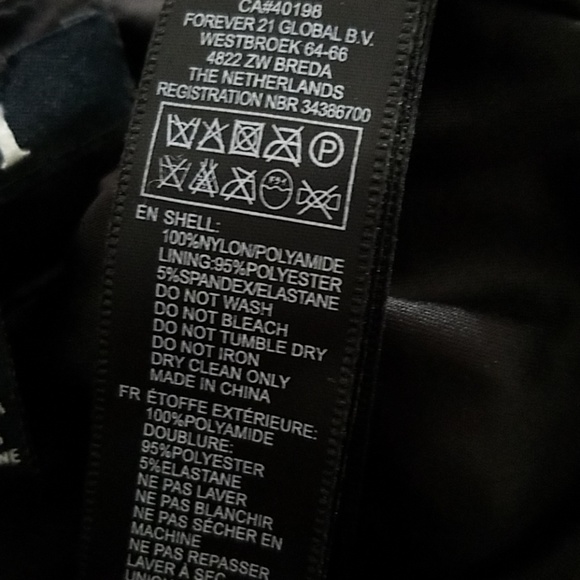 CA#40198
FOREVER 21 GLOBAL B.V.
WESTBROEK 64-66
4822 ZW BREDA
THE NETHERLANDS
REGISTRATION NBR 34386700
P
EN SHELL:
100%NYLON/POLYAMIDE
LINING:95%POLYESTER
5%SPANDEX/ELASTANE
DO NOT WASH
DO NOT BLEACH
DO NOT TUMBLE DRY
DO NOT IRON
DRY CLEAN ONLY
MADE IN CHINA
FR ÉTOFFE EXTÉRIEURE:
100%POLYAMIDE
DOUBLURE:
95%POLYESTER
5%ELASTANE
NE PAS LAVER
NE PAS BLANCHIR
NE PAS SÉCHER EN
MACHINE
NE PAS REPASSER
LAVER À SEC